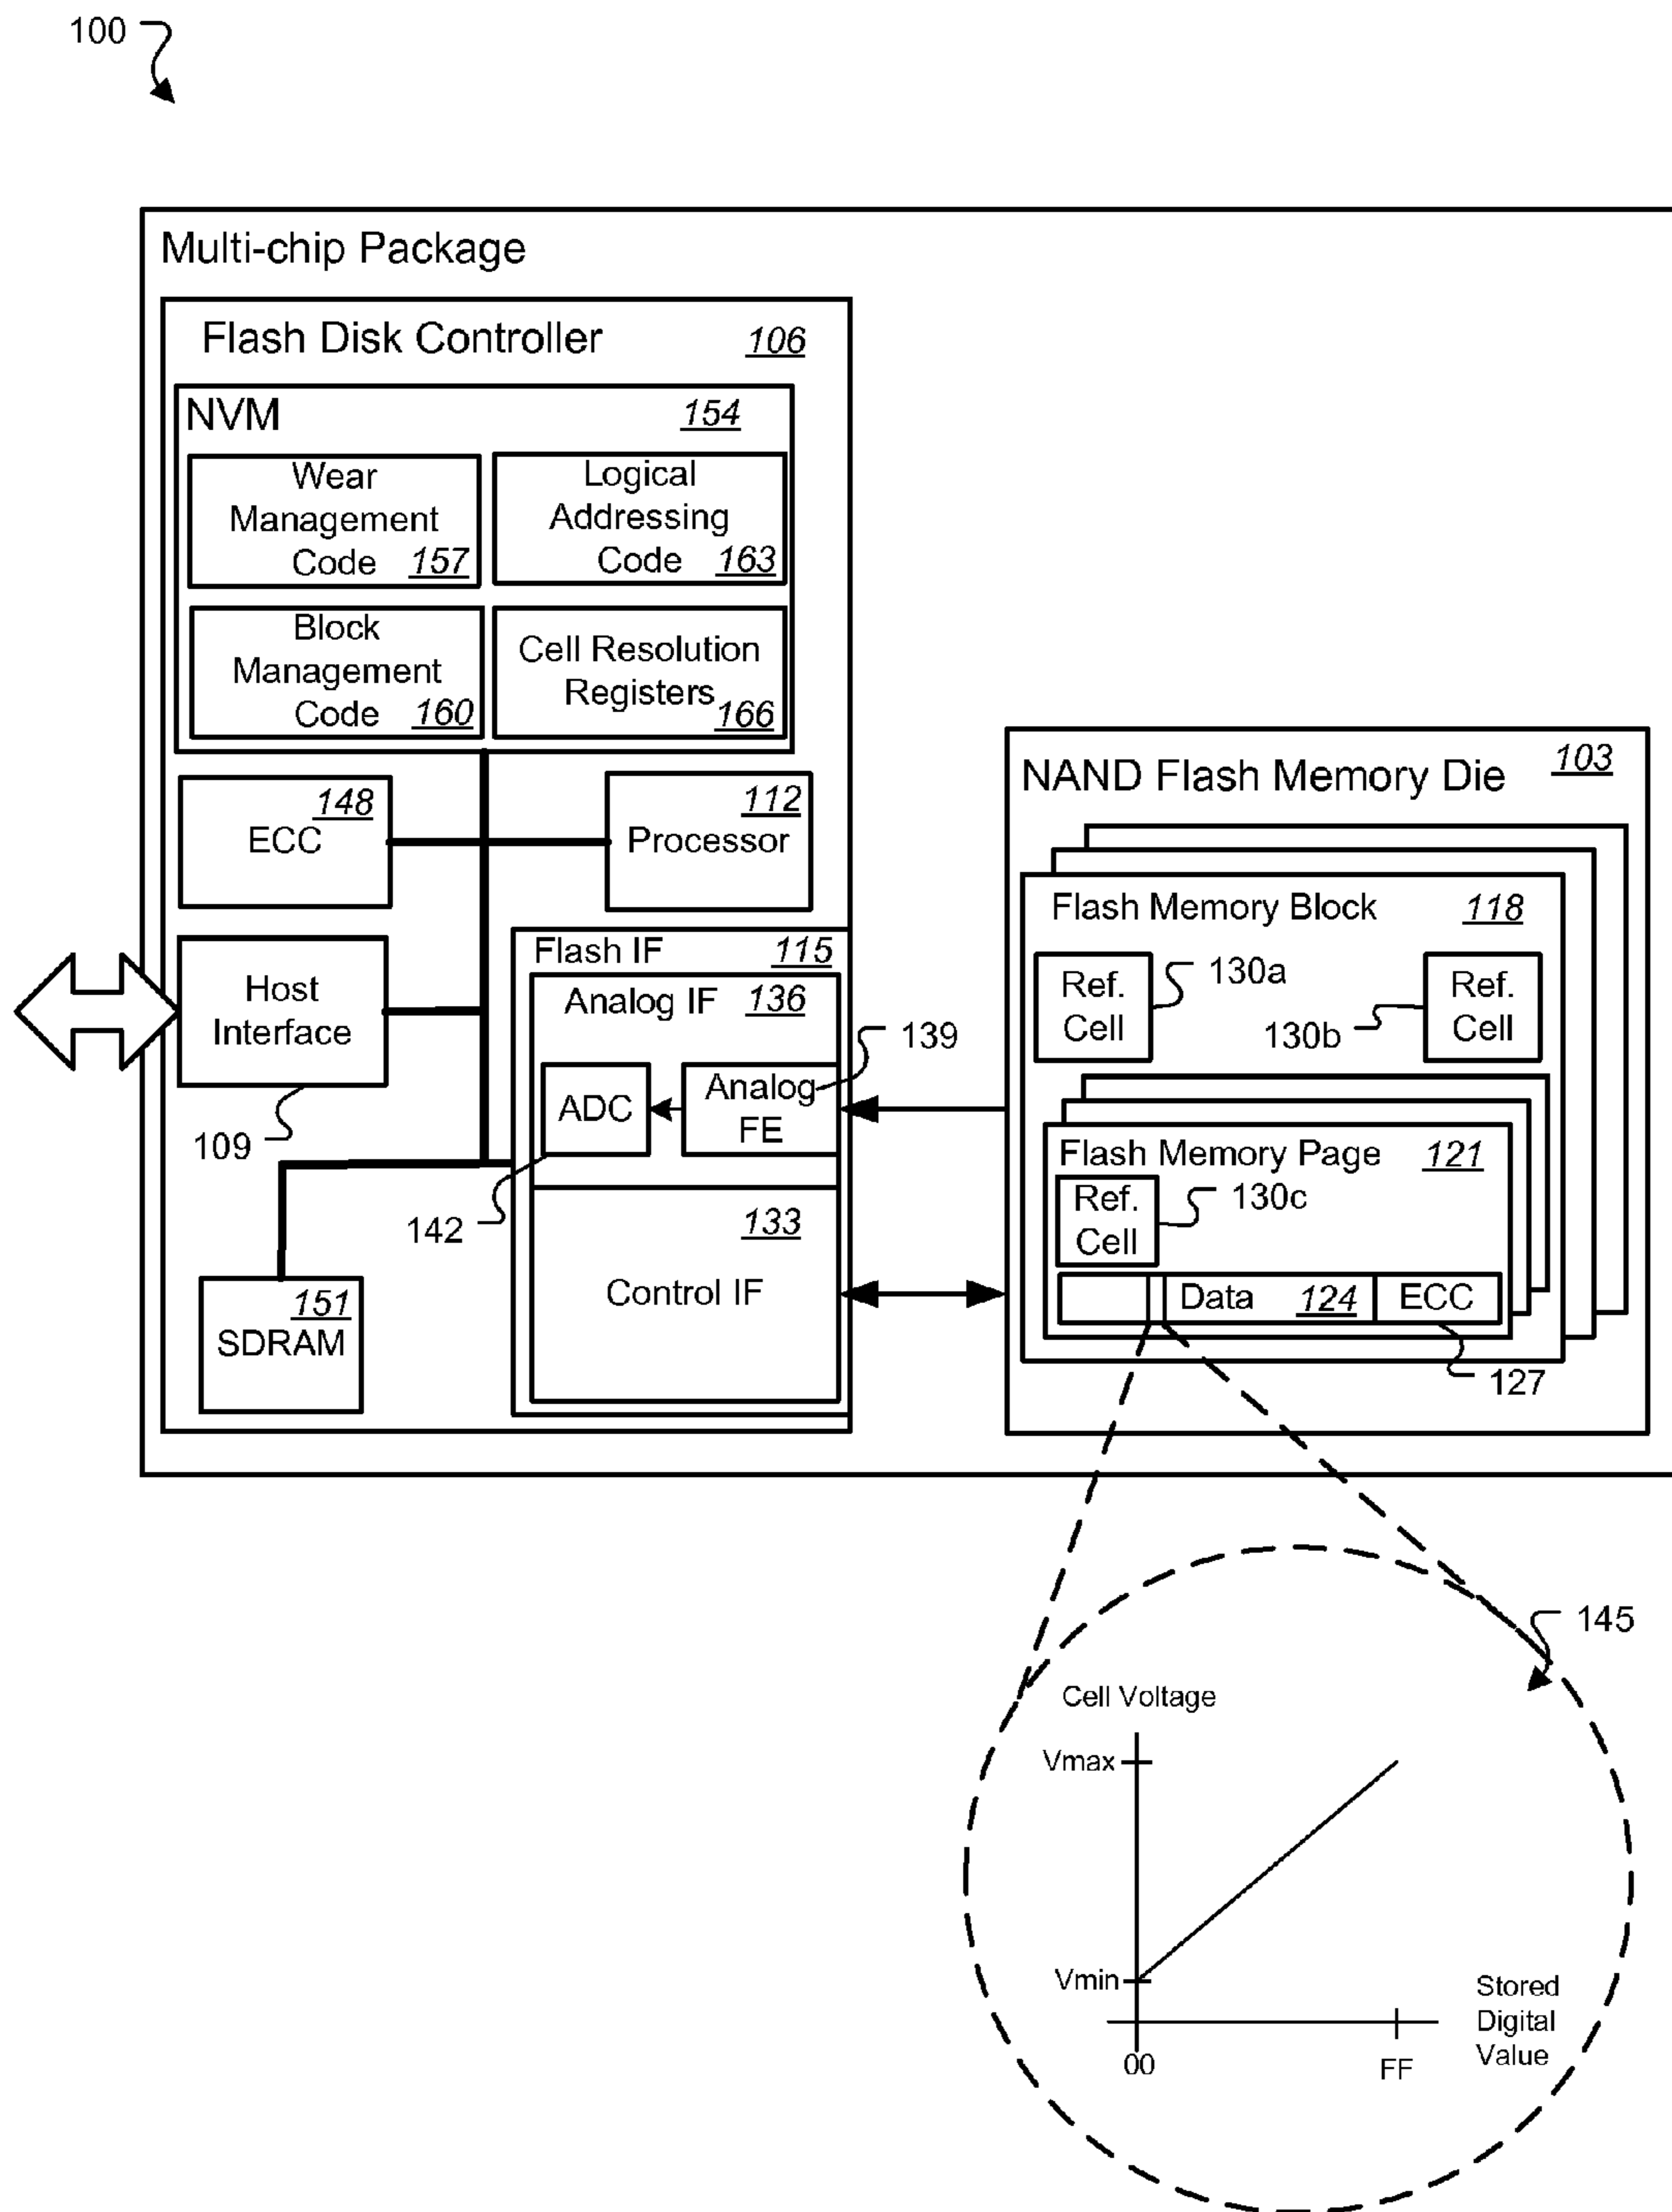 100
Multi-chip Package
Flash Disk Controller 106
NVM 154
Wear
Management
Code 157
Logical
Addressing
Code 163
Block
Management
Code 160
Cell Resolution
Registers 166
148
ECC
112
Processor
Host
Interface
109
Flash IF 115
Analog IF 136
139
ADC
Analog
FE
142
133
Control IF
151
SDRAM
NAND Flash Memory Die 103
Flash Memory Block 118
Ref.
Cell
130a
130b
Ref.
Cell
Flash Memory Page 121
Ref.
Cell
130c
Data 124 ECC
127
145
Cell Voltage
Vmax
Vmin
00
FF
Stored
Digital
Value